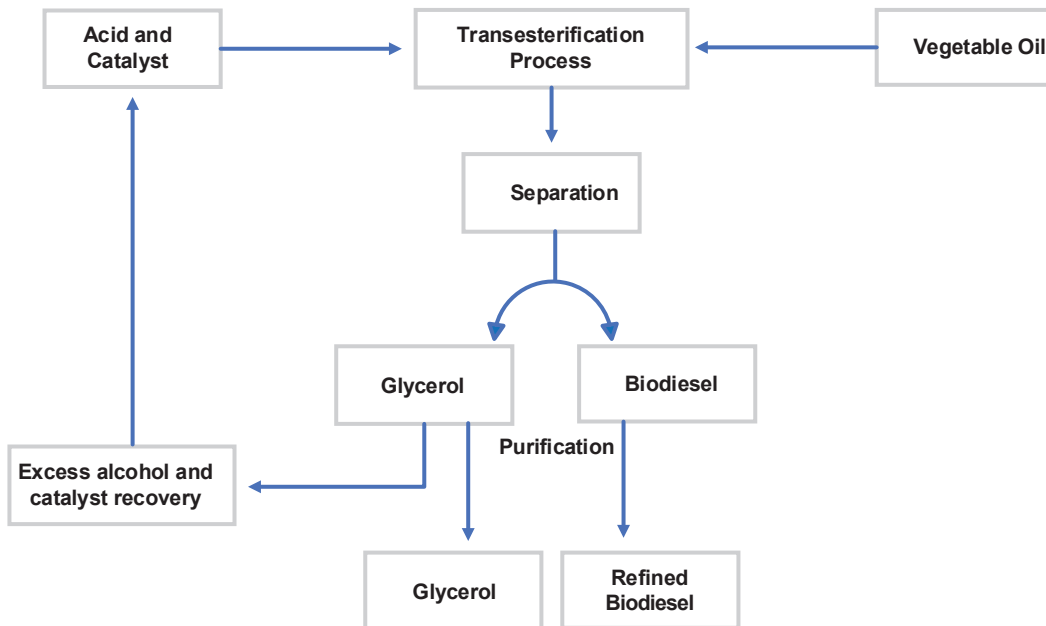 Acid and
Catalyst
Transesterification
Process
Vegetable Oil
Separation
Glycerol
Biodiesel
Purification
Excess alcohol and
catalyst recovery
Glycerol
Refined
Biodiesel